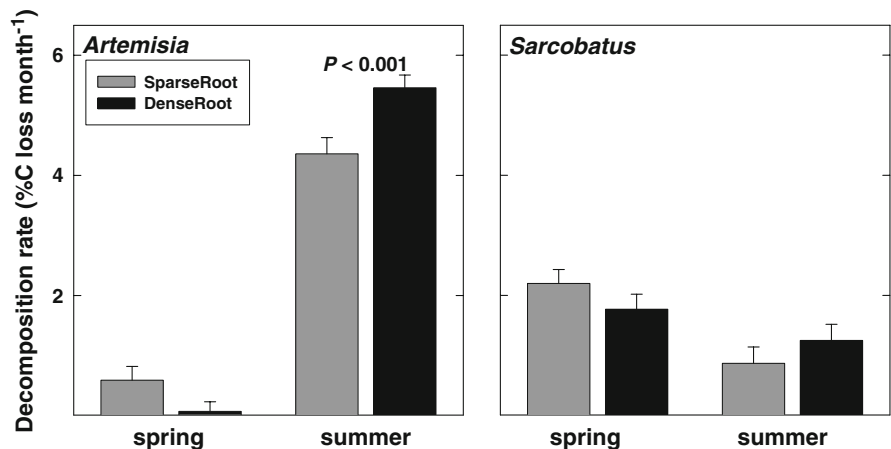 Decomposition rate (%C loss month⁻¹)
6
4
2
Artemisia
SparseRoot
DenseRoot
P < 0.001
spring
summer
Sarcobatus
spring
summer